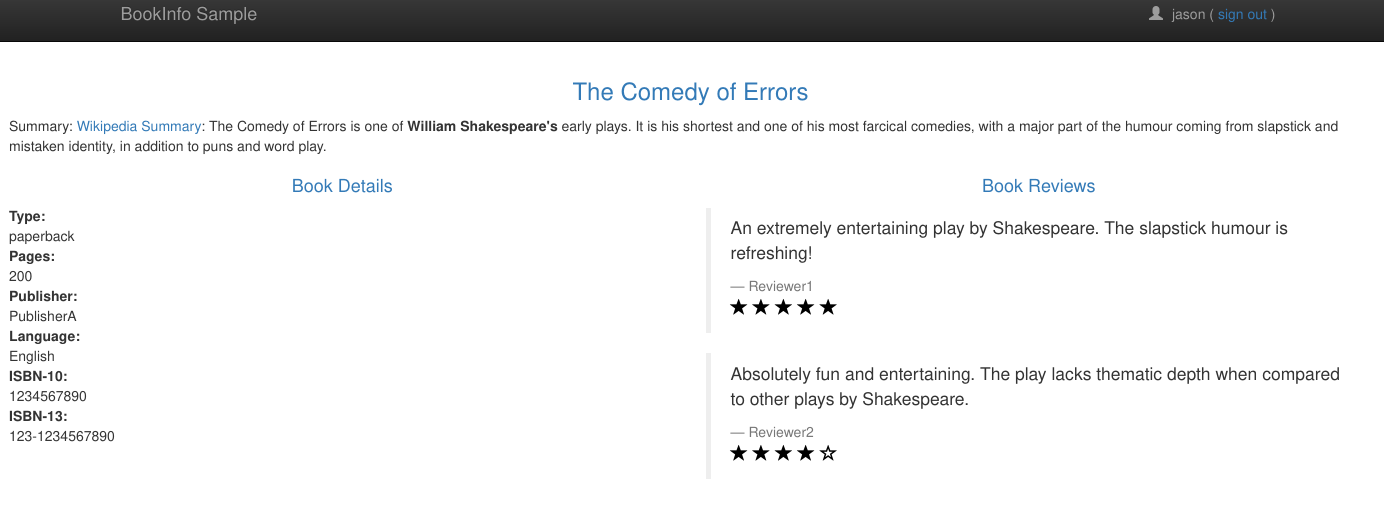 BookInfo Sample
jason ( sign out )
The Comedy of Errors
Summary: Wikipedia Summary: The Comedy of Errors is one of William Shakespeare's early plays. It is his shortest and one of his most farcical comedies, with a major part of the humour coming from slapstick and
mistaken identity, in addition to puns and word play.
Book Details
Type:
paperback
Pages:
200
Publisher:
PublisherA
Language:
English
ISBN-10:
1234567890
ISBN-13:
123-1234567890
Book Reviews
An extremely entertaining play by Shakespeare. The slapstick humour is
refreshing!
— Reviewer1
Absolutely fun and entertaining. The play lacks thematic depth when compared
to other plays by Shakespeare.
— Reviewer2